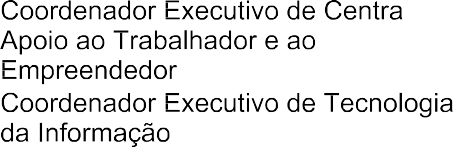 Coordenador Executivo de Centra
Apoio ao Trabalhador e ao
Empreendedor
Coordenador Executivo de Tecnologia
da Informação